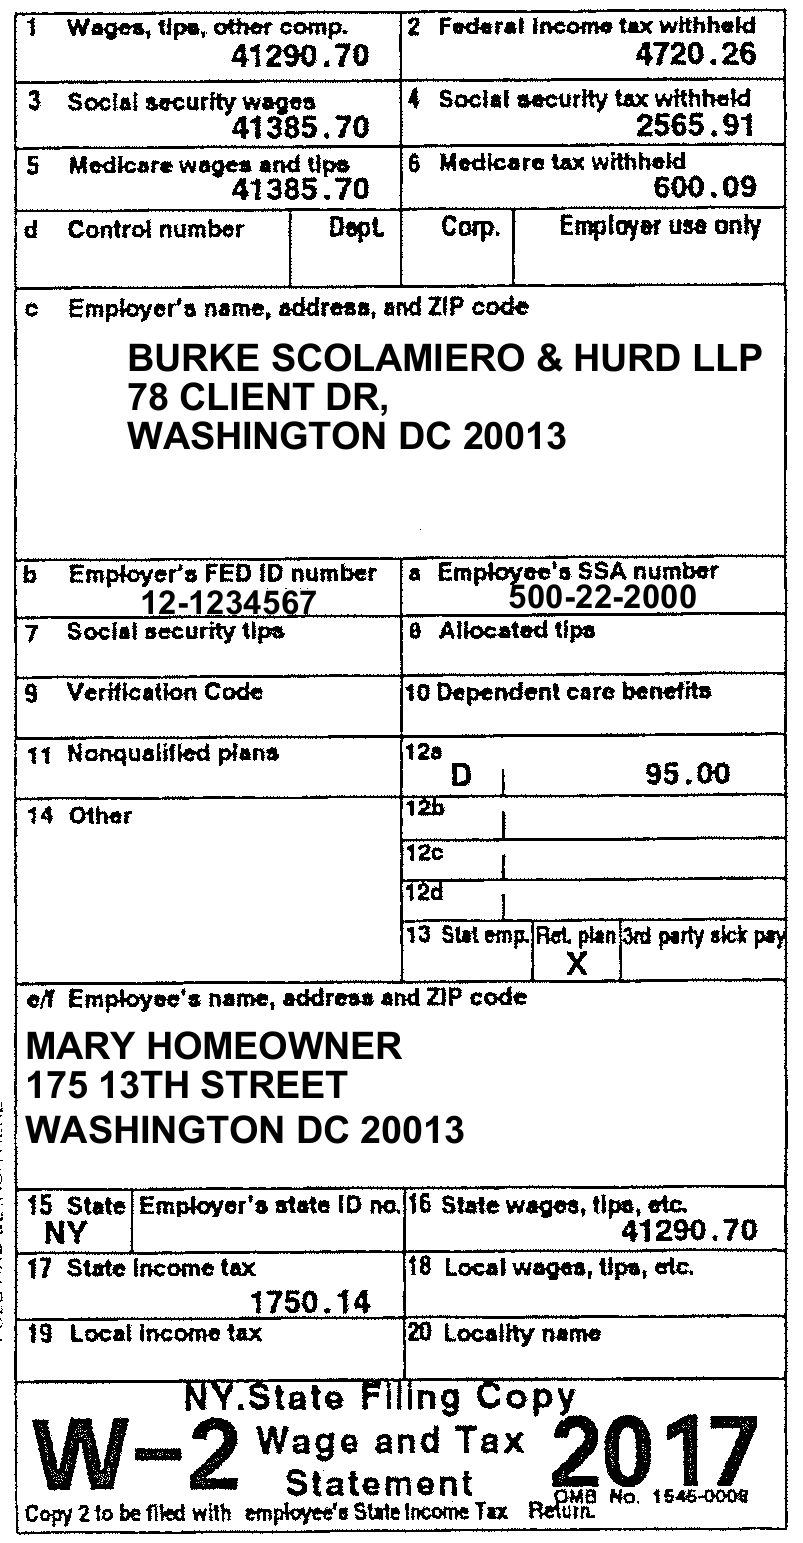 1 Wages, tips, other comp.
41290.70
2 Federal income tax withheld
4720.26
3 Social security wages
41385.70
4 Social security tax withheld
2565.91
5 Medicare wages and tips
41385.70
6 Medicare tax withheld
600.09
d Control number
Dept.
Corp.
Employer use only
c Employer's name, address, and ZIP code
BURKE SCOLAMIERO & HURD LLP
78 CLIENT DR,
WASHINGTON DC 20013
b Employer's FED ID number
12-1234567
a Employee's SSA number
500-22-2000
7 Social security tips
8 Allocated tips
9 Verification Code
10 Dependent care benefits
11 Nonqualified plans
12a
D 95.00
14 Other
12b
12c
12d
13 Stat emp.
Ret. plan
X
3rd party sick pay
e/f Employee's name, address and ZIP code
MARY HOMEOWNER
175 13TH STREET
WASHINGTON DC 20013
15 State
NY
Employer's state ID no.
16 State wages, tips, etc.
41290.70
17 State income tax
1750.14
18 Local wages, tips, etc.
19 Local income tax
20 Locality name
NY.State Filing Copy
W-2 Wage and Tax Statement 2017
OMB No. 1545-0008
Copy 2 to be filed with employee's State Income Tax Return.